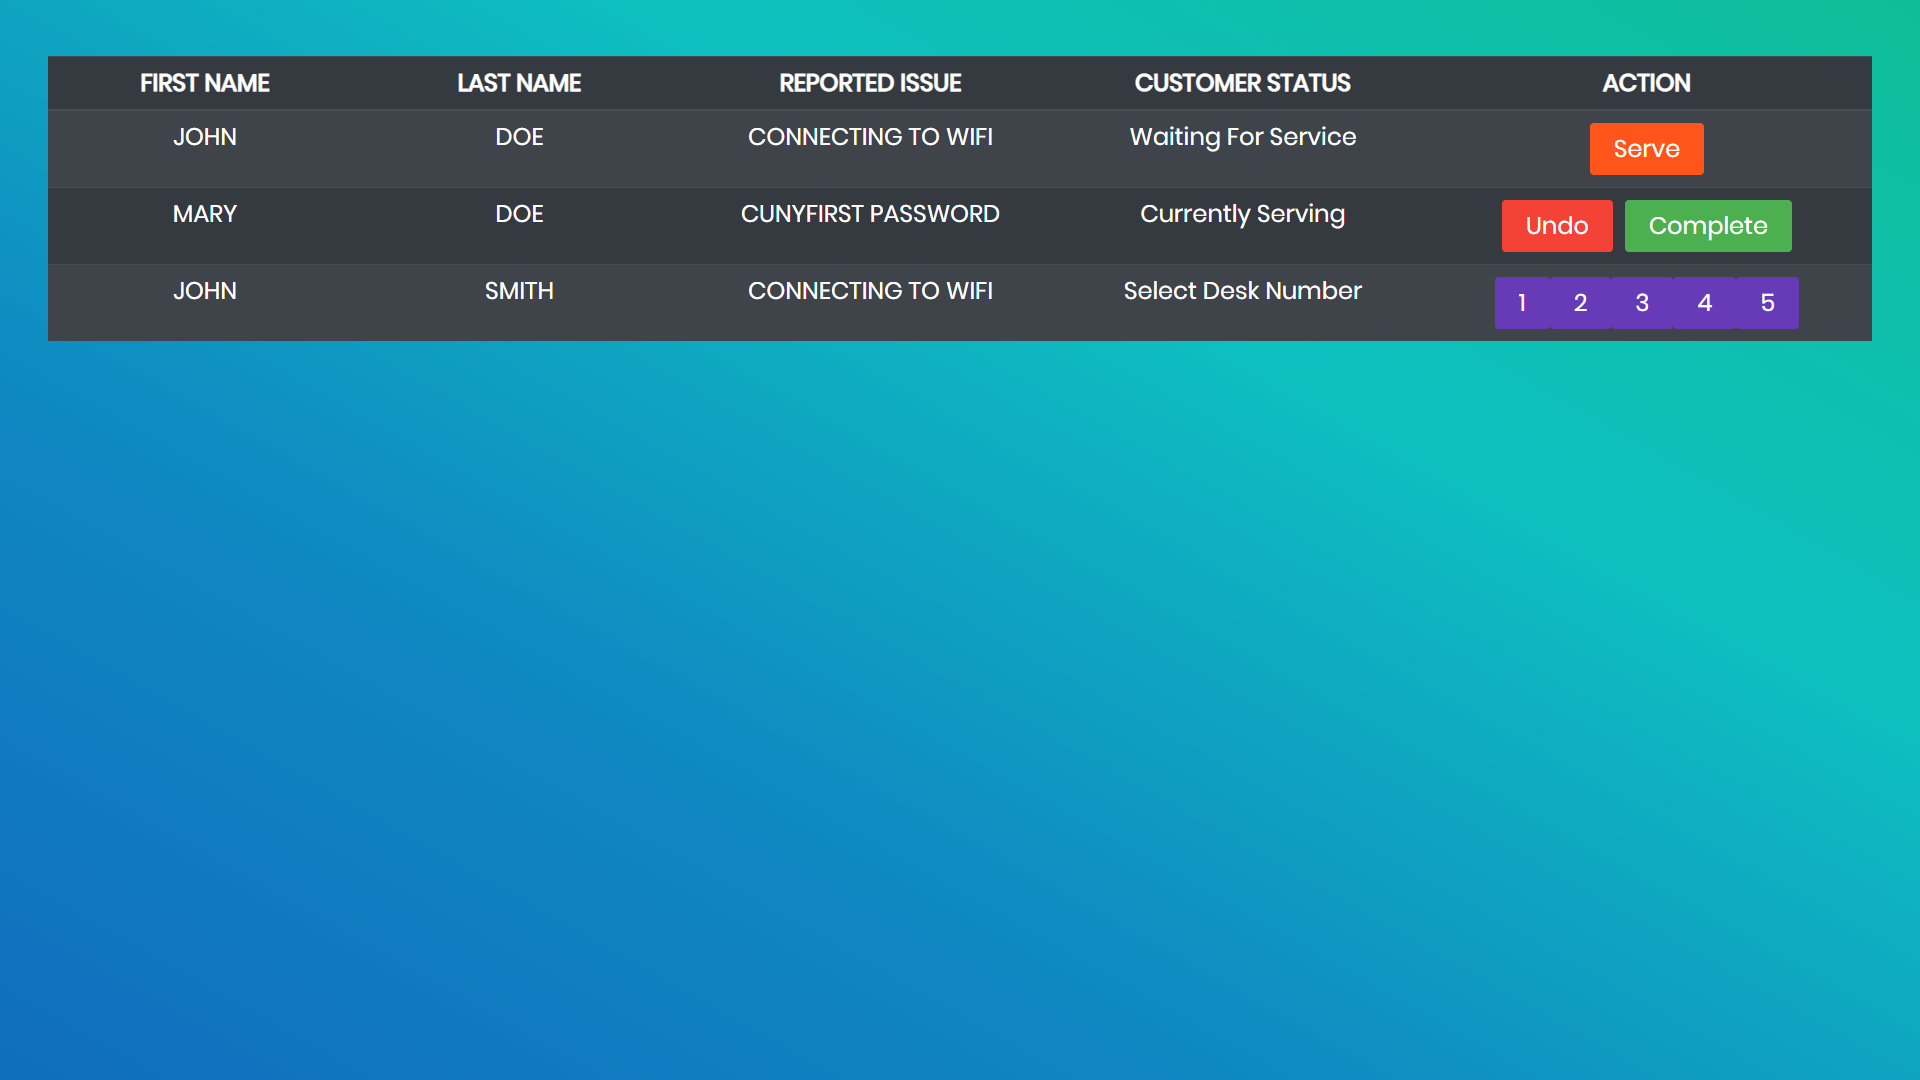 FIRST NAME LAST NAME REPORTED ISSUE CUSTOMER STATUS ACTION
JOHN DOE CONNECTING TO WIFI Waiting For Service Serve
MARY DOE CUNYFIRST PASSWORD Currently Serving Undo Complete
JOHN SMITH CONNECTING TO WIFI Select Desk Number 1 2 3 4 5